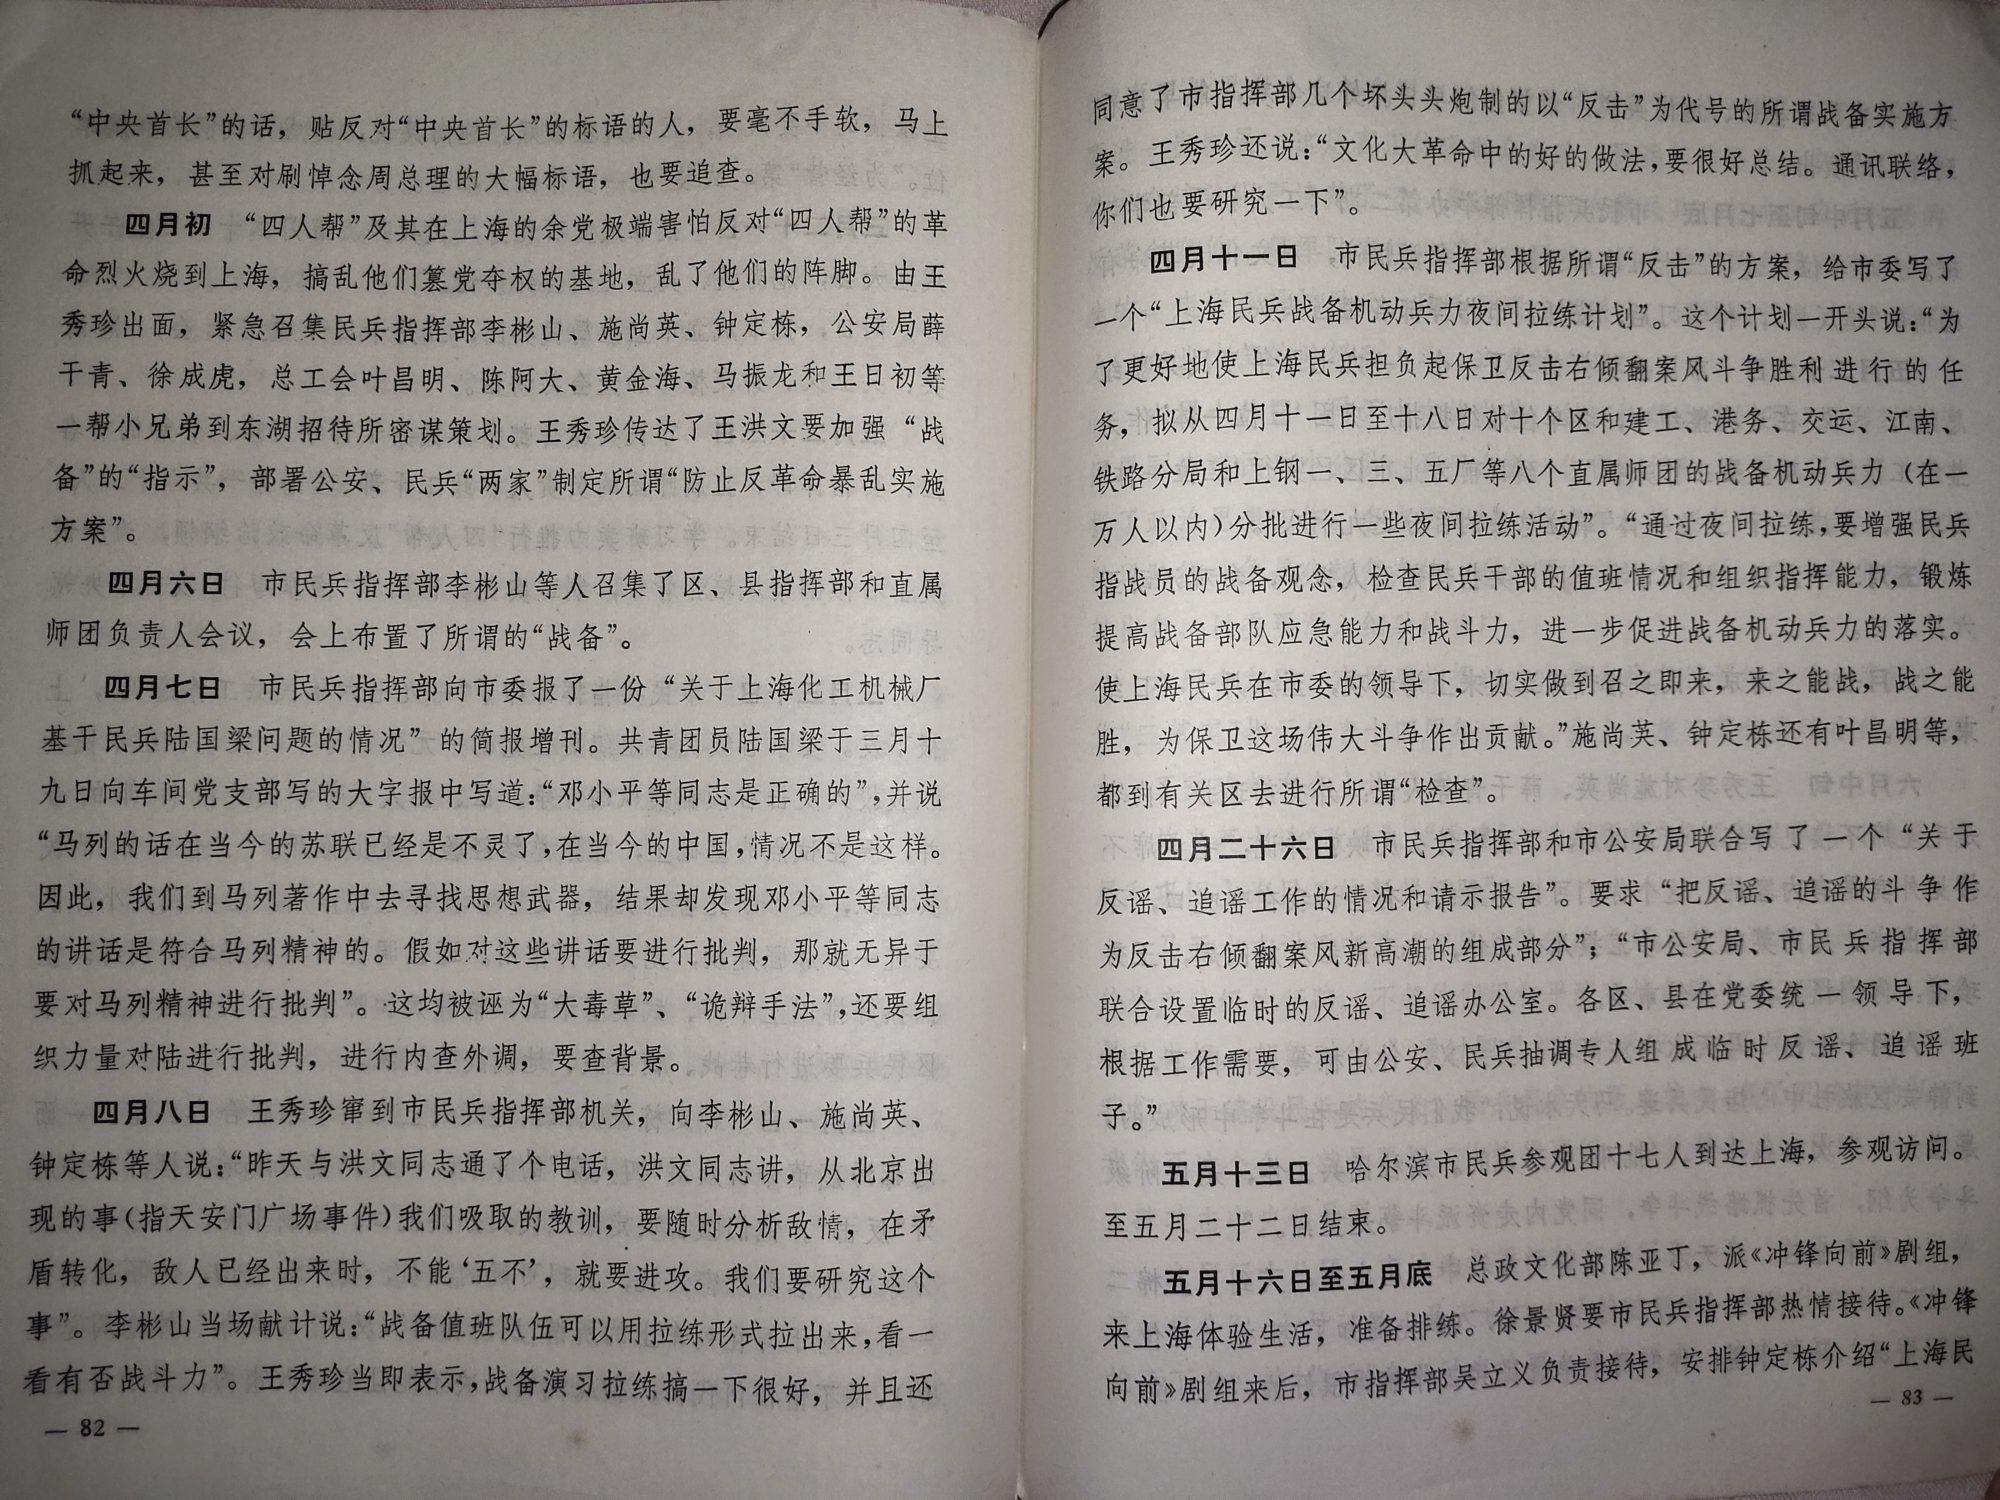 “中央首长”的话，贴反对“中央首长”的标语的人，要毫不手软，马上
抓起来，甚至对刷悼念周总理的大幅标语，也要追查。
四月初　“四人帮”及其在上海的余党极端害怕反对“四人帮”的革
命烈火烧到上海，搞乱他们篡党夺权的基地，乱了他们的阵脚。由王
秀珍出面，紧急召集民兵指挥部李彬山、施尚英、钟定栋，公安局薛
干青、徐成虎，总工会叶昌明、陈阿大、黄金海、马振龙和王日初等
一帮小兄弟到东湖招待所密谋策划。王秀珍传达了王洪文要加强“战
备”的“指示”，部署公安、民兵“两家”制定所谓“防止反革命暴乱实施
方案”。
四月六日　市民兵指挥部李彬山等人召集了区、县指挥部和直属
师团负责人会议，会上布置了所谓的“战备”。
四月七日　市民兵指挥部向市委报了一份“关于上海化工机械厂
基干民兵陆国梁问题的情况”的简报增刊。共青团员陆国梁于三月十
九日向车间党支部写的大字报中写道：“邓小平等同志是正确的”，并说
“马列的话在当今的苏联已经是不灵了，在当今的中国，情况不是这样。
因此，我们到马列著作中去寻找思想武器，结果却发现邓小平等同志
的讲话是符合马列精神的。假如对这些讲话要进行批判，那就无异于
要对马列精神进行批判”。这均被诬为“大毒草”、“诡辩手法”，还要组
织力量对陆进行批判，进行内查外调，要查背景。
四月八日　王秀珍窜到市民兵指挥部机关，向李彬山、施尚英、
钟定栋等人说：“昨天与洪文同志通了个电话，洪文同志讲，从北京出
现的事（指天安门广场事件）我们吸取的教训，要随时分析敌情，在矛
盾转化，敌人已经出来时，不能‘五不’，就要进攻。我们要研究这个
事”。李彬山当场献计说：“战备值班队伍可以用拉练形式拉出来，看一
看有否战斗力”。王秀珍当即表示，战备演习拉练搞一下很好，并且还
— 82 —
同意了市指挥部几个坏头头炮制的以“反击”为代号的所谓战备实施方
案。王秀珍还说：“文化大革命中的好的做法，要很好总结。通讯联络，
你们也要研究一下”。
四月十一日　市民兵指挥部根据所谓“反击”的方案，给市委写了
一个“上海民兵战备机动兵力夜间拉练计划”。这个计划一开头说：“为
了更好地使上海民兵担负起保卫反击右倾翻案风斗争胜利进行的任
务，拟从四月十一日至十八日对十个区和建工、港务、交运、江南、
铁路分局和上钢一、三、五厂等八个直属师团的战备机动兵力（在一
万人以内）分批进行一些夜间拉练活动”。“通过夜间拉练，要增强民兵
指战员的战备观念，检查民兵干部的值班情况和组织指挥能力，锻炼
提高战备部队应急能力和战斗力，进一步促进战备机动兵力的落实。
使上海民兵在市委的领导下，切实做到召之即来，来之能战，战之能
胜，为保卫这场伟大斗争作出贡献。”施尚英、钟定栋还有叶昌明等，
都到有关区去进行所谓“检查”。
四月二十六日　市民兵指挥部和市公安局联合写了一个“关于
反谣、追谣工作的情况和请示报告”。要求“把反谣、追谣的斗争作
为反击右倾翻案风新高潮的组成部分”；“市公安局、市民兵指挥部
联合设置临时的反谣、追谣办公室。各区、县在党委统一领导下，
根据工作需要，可由公安、民兵抽调专人组成临时反谣、追谣班
子。”
五月十三日　哈尔滨市民兵参观团十七人到达上海，参观访问。
至五月二十二日结束。
五月十六日至五月底　总政文化部陈亚丁，派《冲锋向前》剧组，
来上海体验生活，准备排练。徐景贤要市民兵指挥部热情接待。《冲锋
向前》剧组来后，市指挥部吴立义负责接待，安排钟定栋介绍“上海民
— 83 —